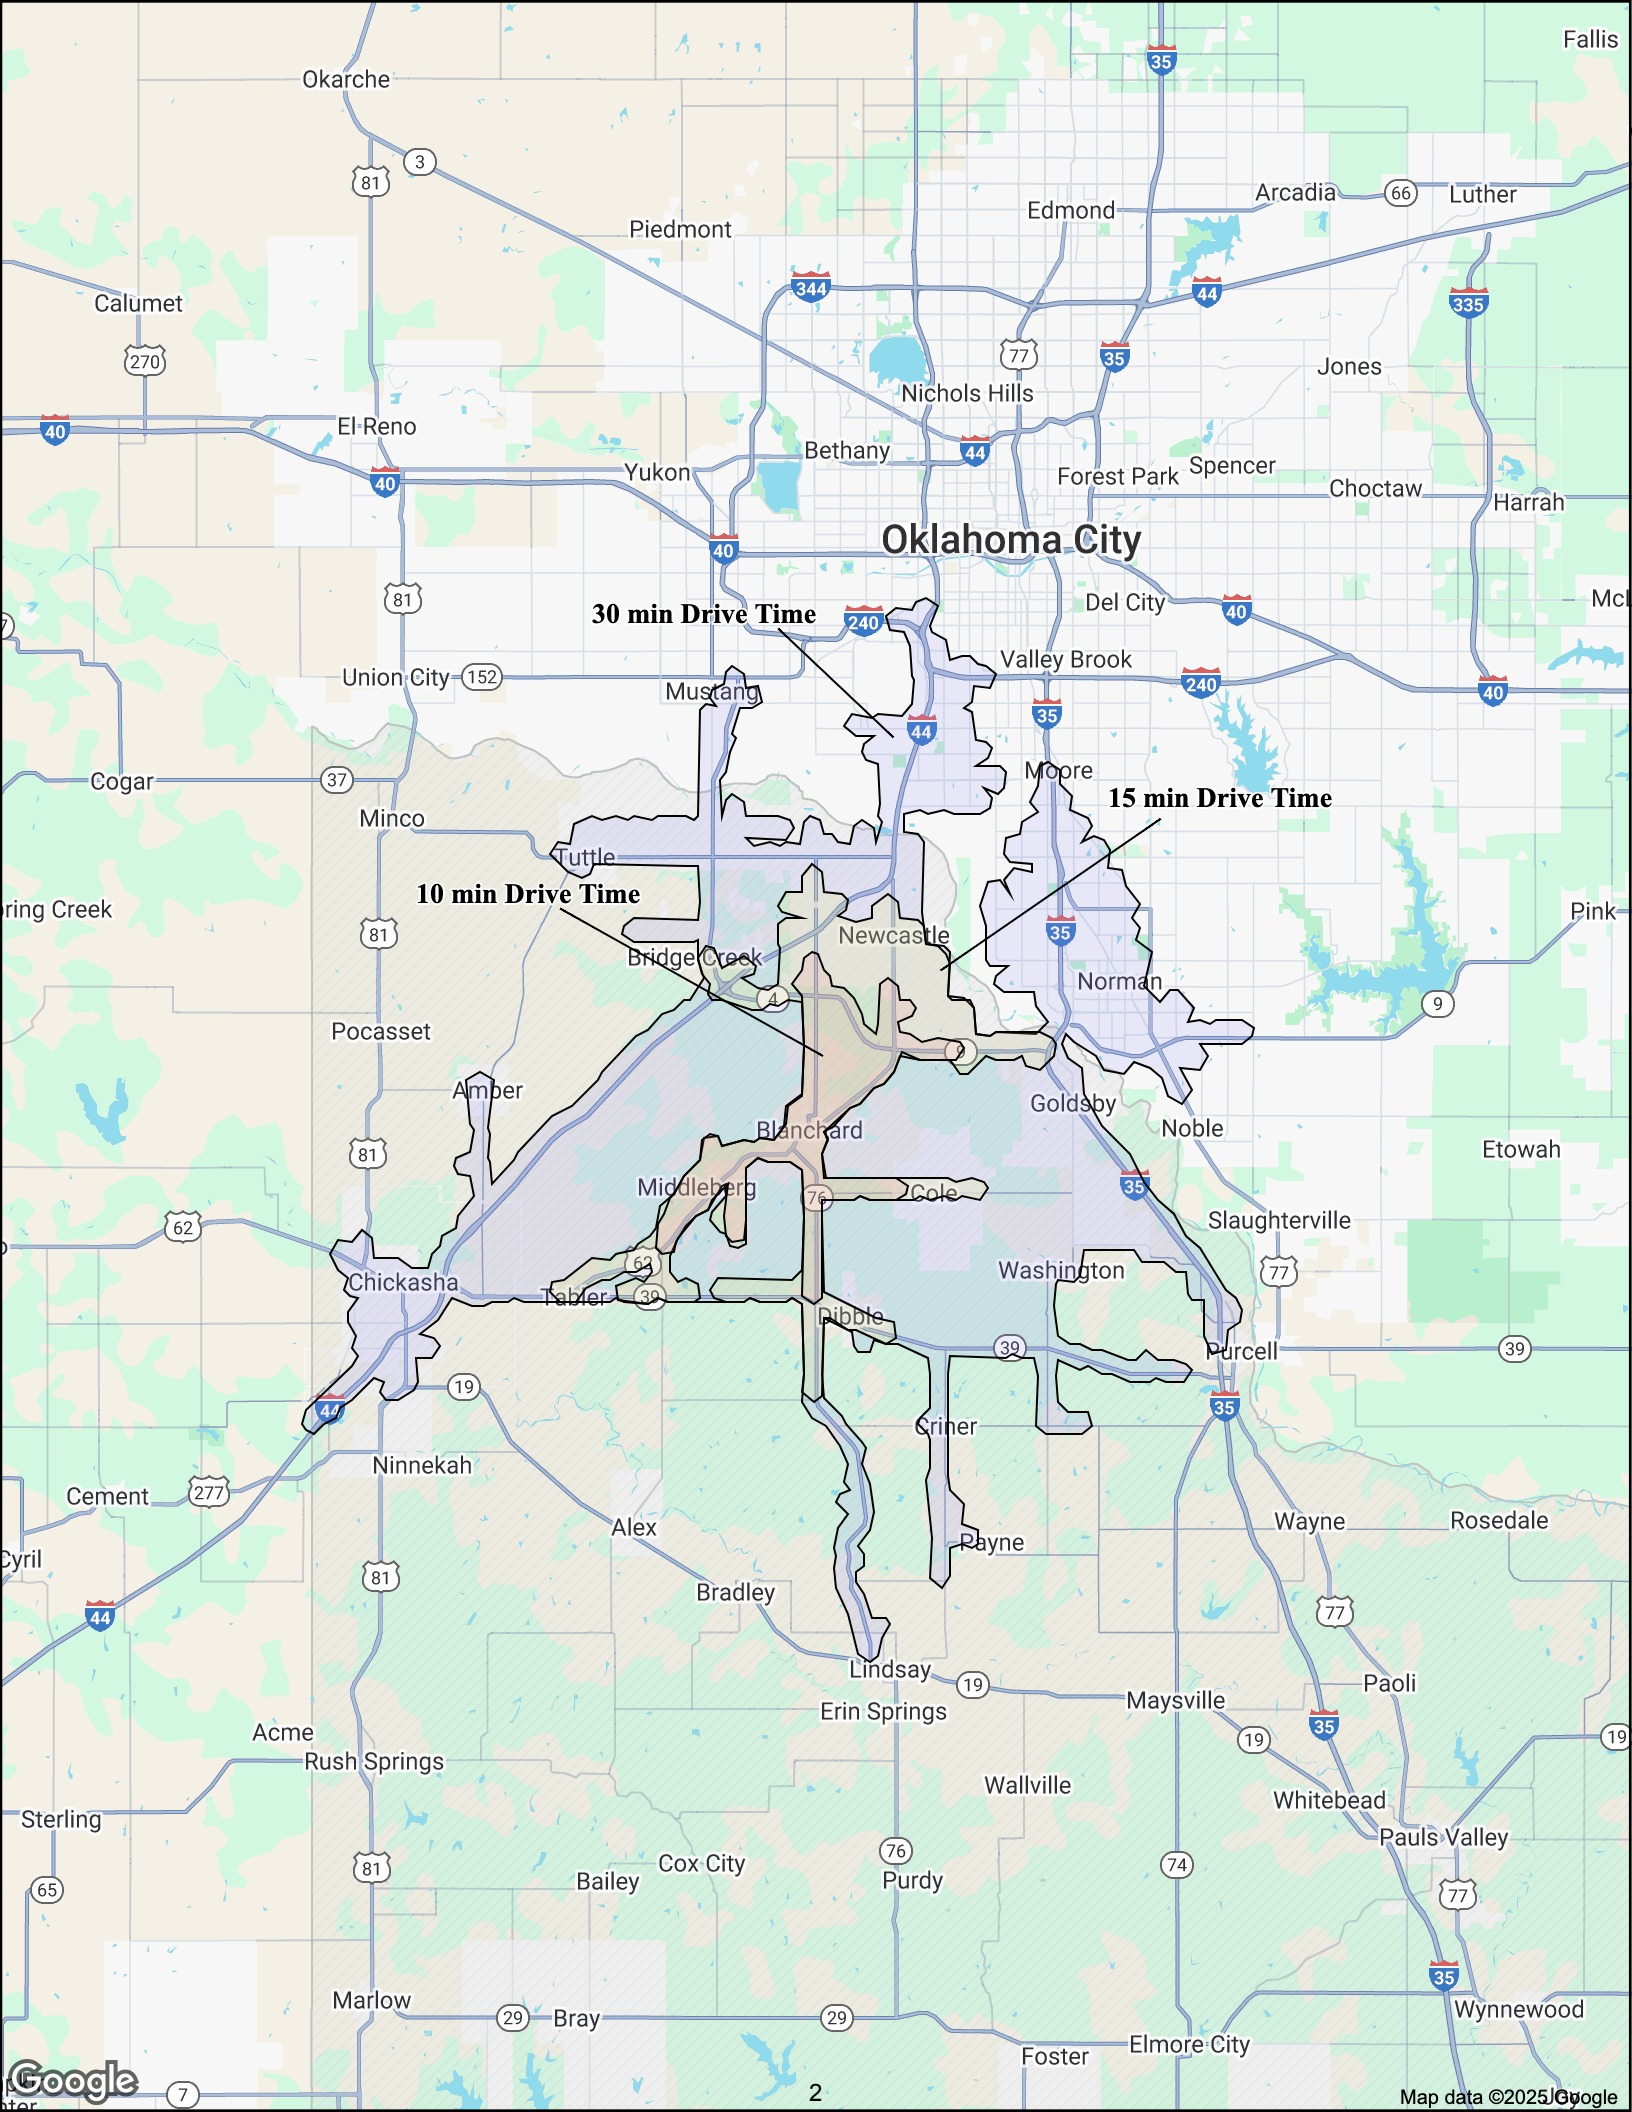 Fallis
35
Okarche
3
81
Arcadia
66
Luther
Edmond
Piedmont
344
44
335
Calumet
270
77
35
Jones
Nichols Hills
40
El Reno
Bethany
44
Yukon
Forest Park
Spencer
Choctaw
Harrah
40
Oklahoma City
40
81
Del City
40
McL
30 min Drive Time
240
Valley Brook
Union City
152
Mustang
240
40
35
44
Moore
Cogar
37
15 min Drive Time
Minco
Tuttle
10 min Drive Time
ring Creek
Pink
81
35
Newcastle
Bridge Creek
Norman
4
9
Pocasset
9
Amber
Goldsby
Blanchard
Noble
81
Etowah
Middleberg
35
76
Cole
62
Slaughterville
62
Washington
77
Chickasha
Tabler
39
Dibble
39
Purcell
39
19
44
35
Criner
Ninnekah
277
Cement
Alex
Wayne
Rosedale
Payne
Cyril
81
Bradley
44
77
Lindsay
19
Paoli
Maysville
Erin Springs
35
Acme
19
19
Rush Springs
Wallville
Whitebead
Sterling
Pauls Valley
76
Cox City
74
81
Bailey
Purdy
65
77
35
Marlow
29
Bray
29
Wynnewood
Elmore City
Foster
Google
7
2
Map data ©2025 Google